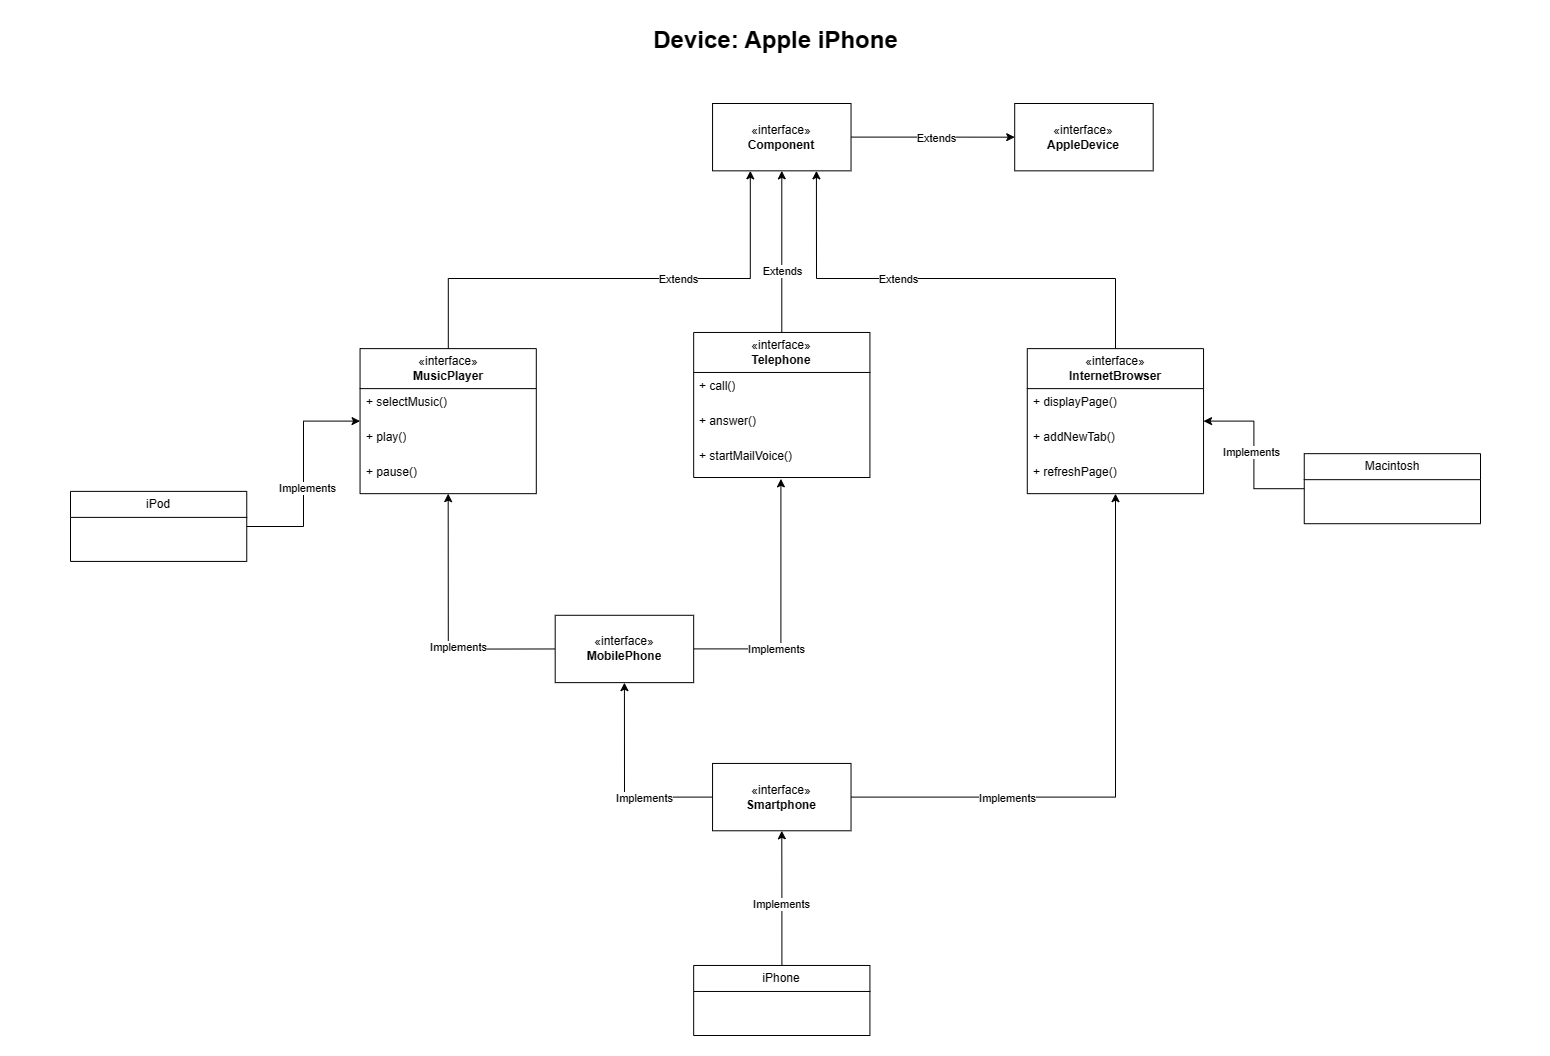 Device: Apple iPhone
«interface»
Component
Extends
«interface»
AppleDevice
Extends
Extends
Extends
«interface»
MusicPlayer
+ selectMusic()
+ play()
+ pause()
«interface»
Telephone
+ call()
+ answer()
+ startMailVoice()
«interface»
InternetBrowser
+ displayPage()
+ addNewTab()
+ refreshPage()
Implements
Macintosh
Implements
iPod
«interface»
MobilePhone
Implements
Implements
«interface»
Smartphone
Implements
Implements
Implements
iPhone